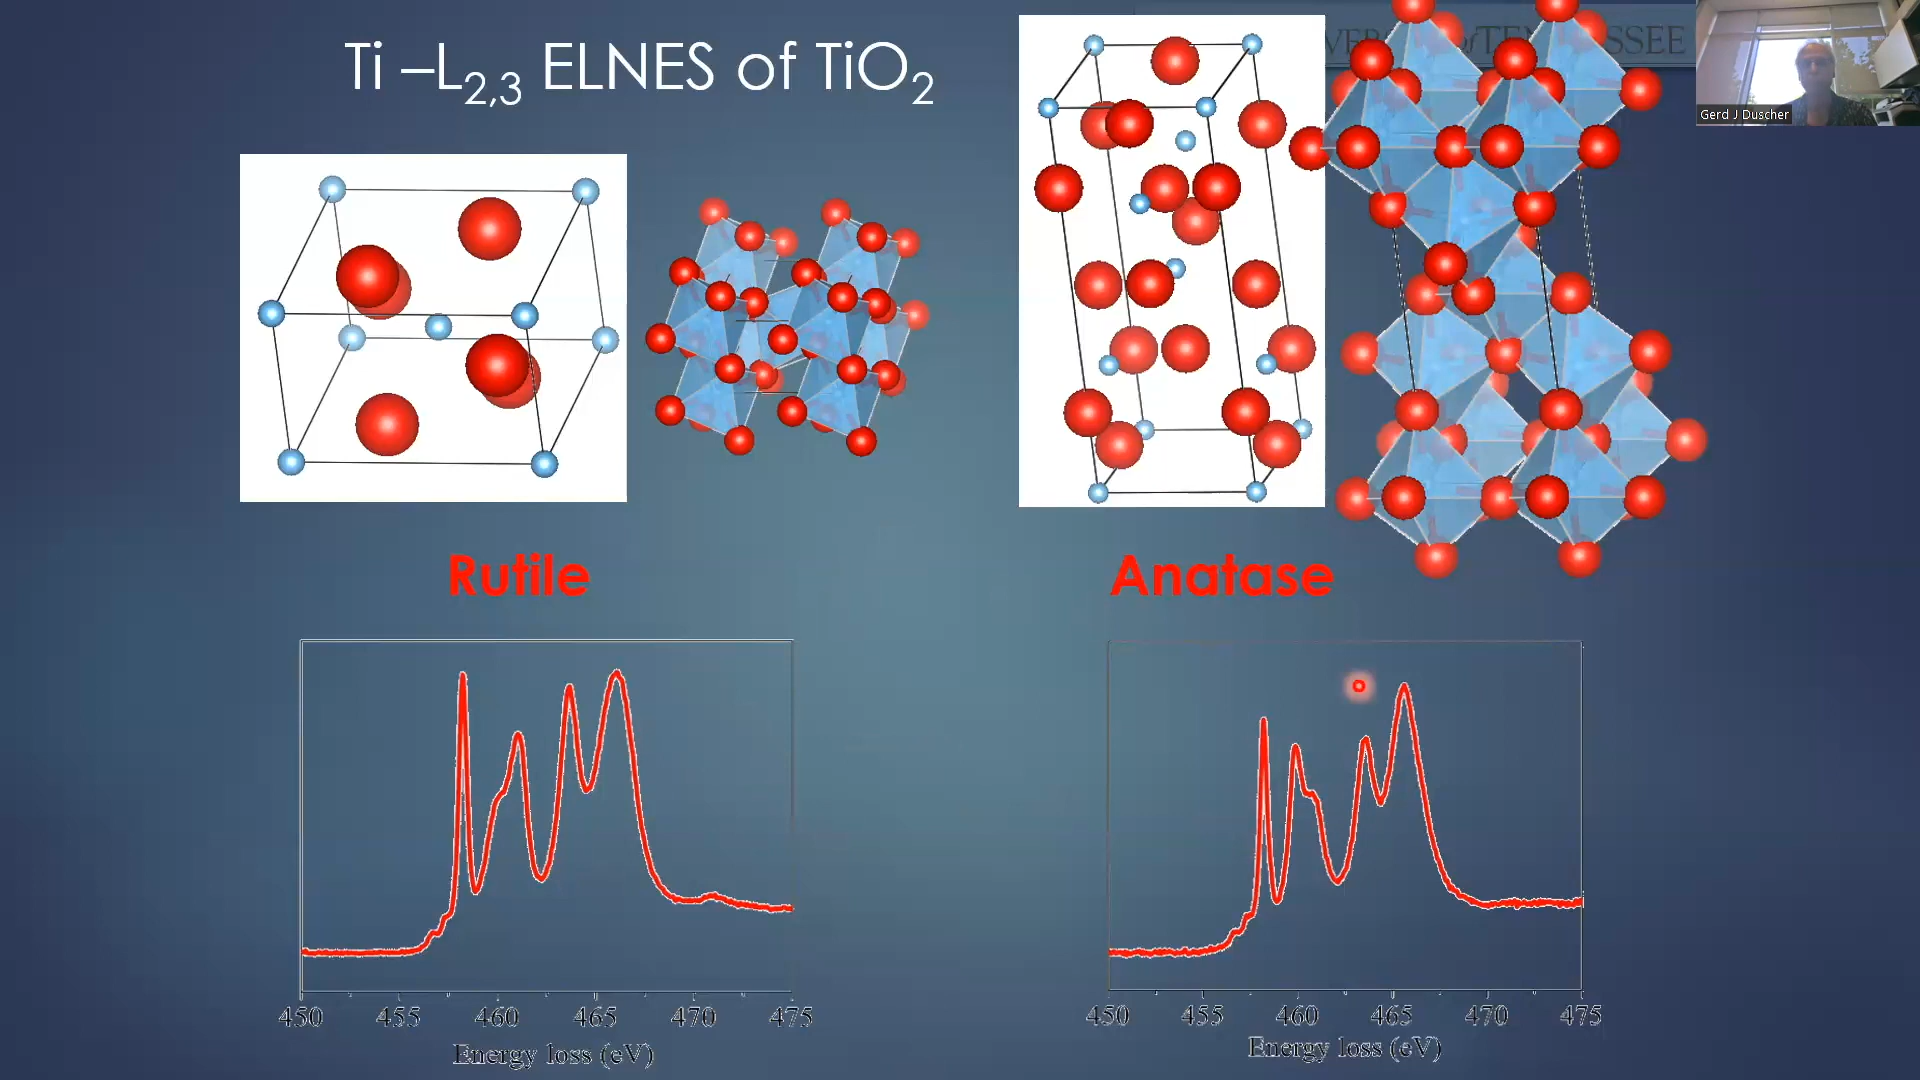 Ti –L2,3 ELNES of TiO2
Gerd J Duscher
Rutile
Anatase
450 455 460 465 470 475
Energy loss (eV)
450 455 460 465 470 475
Energy loss (eV)